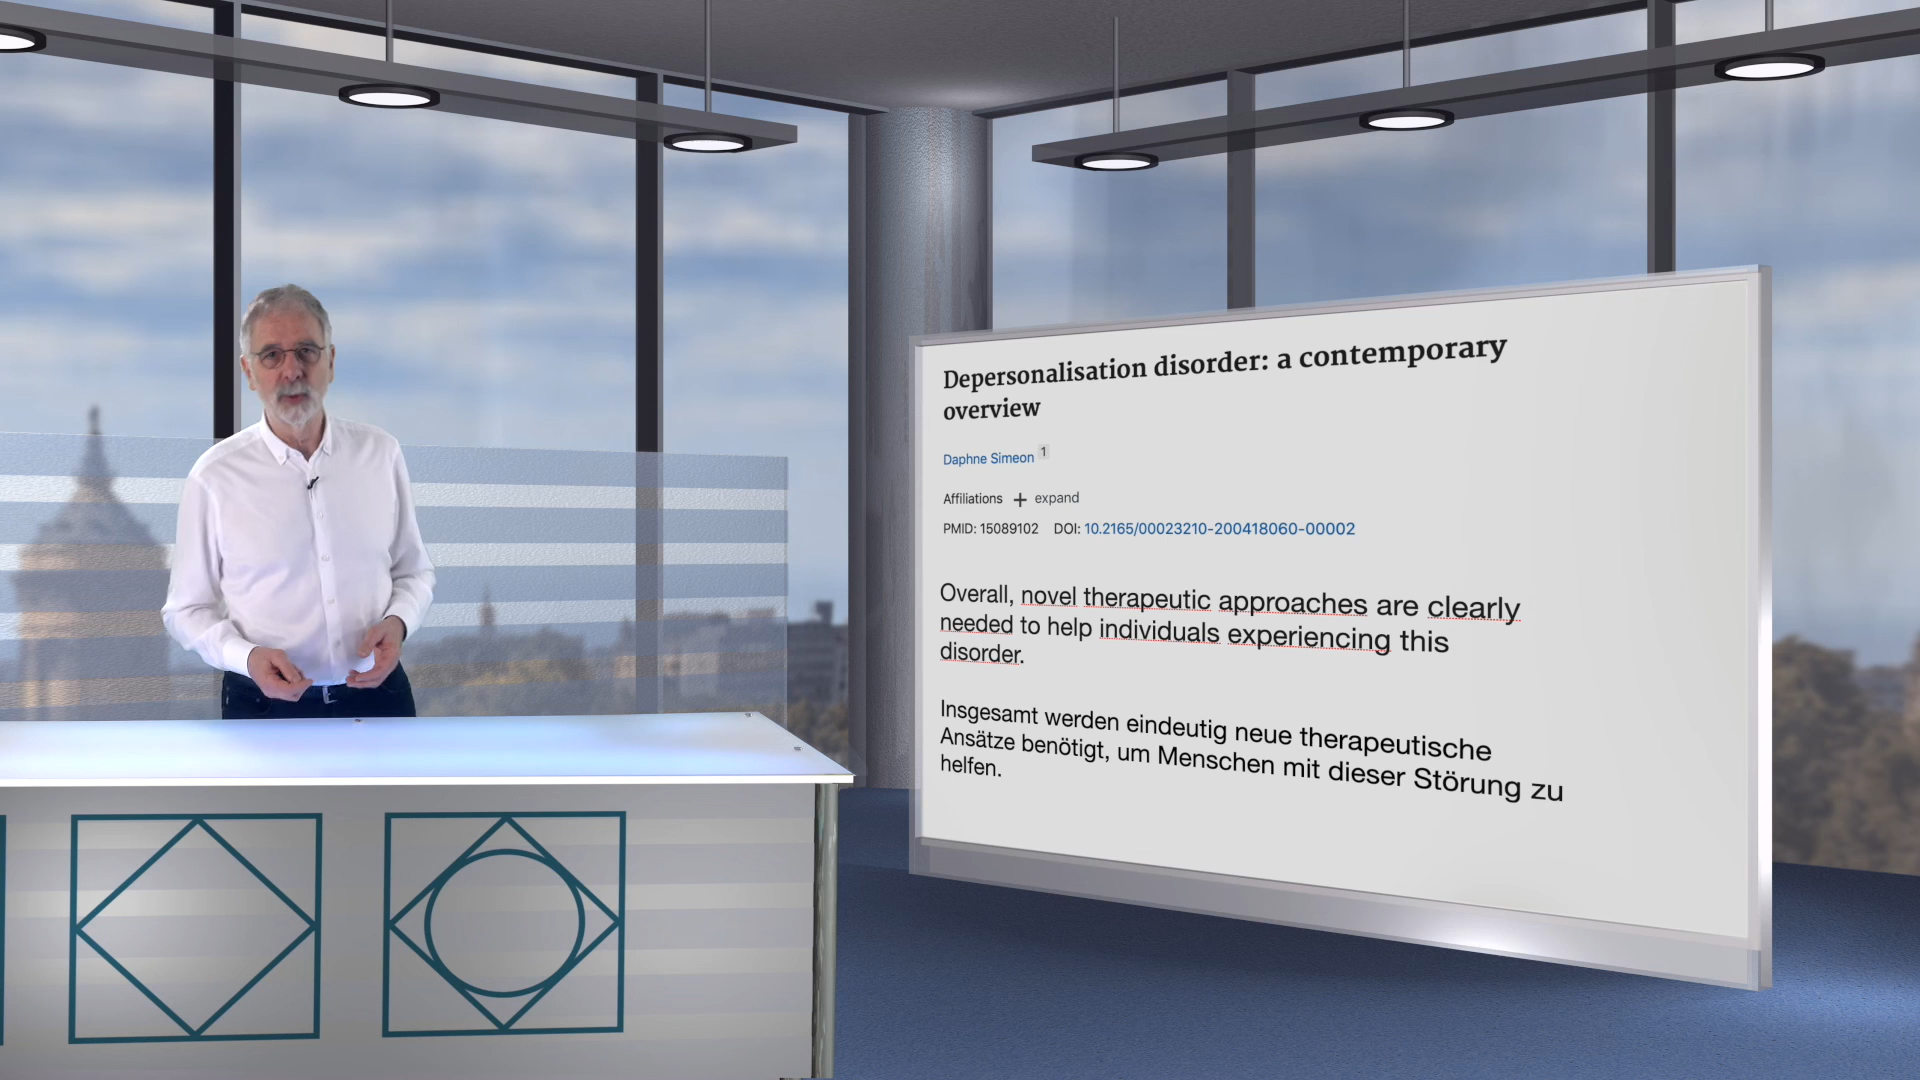 Depersonalisation disorder: a contemporary
overview
Daphne Simeon 1
Affiliations + expand
PMID: 15089102 DOI: 10.2165/00023210-200418060-00002
Overall, novel therapeutic approaches are clearly
needed to help individuals experiencing this
disorder.
Insgesamt werden eindeutig neue therapeutische
Ansätze benötigt, um Menschen mit dieser Störung zu
helfen.